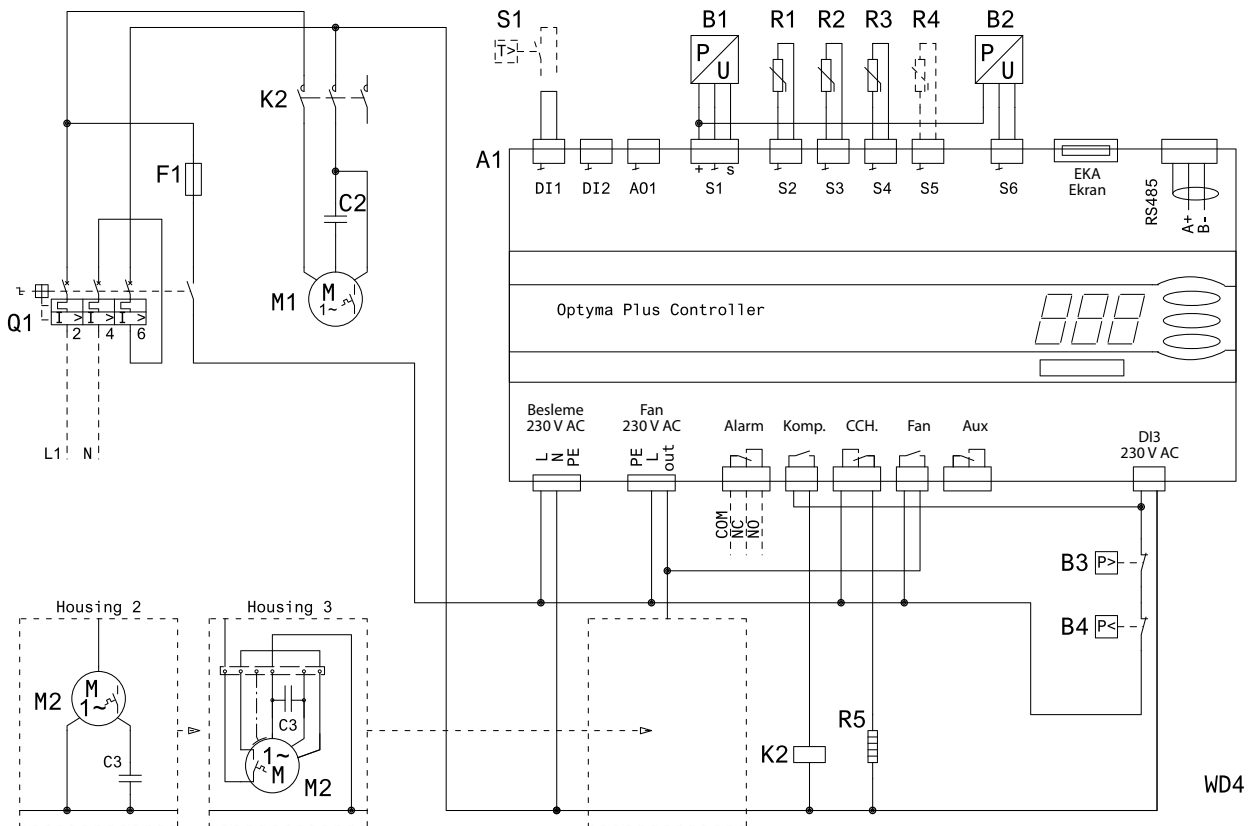 S1 B1 R1 R2 R3 R4 B2
T>
P U
P U
K2
A1
F1
C2
DI1 DI2 AO1 + s S1 S2 S3 S4 S5 S6
EKA
Ekran
RS485
A+
B-
M1
M
1~
Q1
I > 2 I > 4 I > 6
Optyma Plus Controller
L1 N
Besleme
230 V AC
L
N
PE
Fan
230 V AC
PE
L
out
Alarm Komp. CCH. Fan Aux
DI3
230 V AC
COM
NC
NO
B3 P>
B4 P<
Housing 2 Housing 3
M2
M
1~
C3
C3
1~
M
M2
R5
K2
WD4